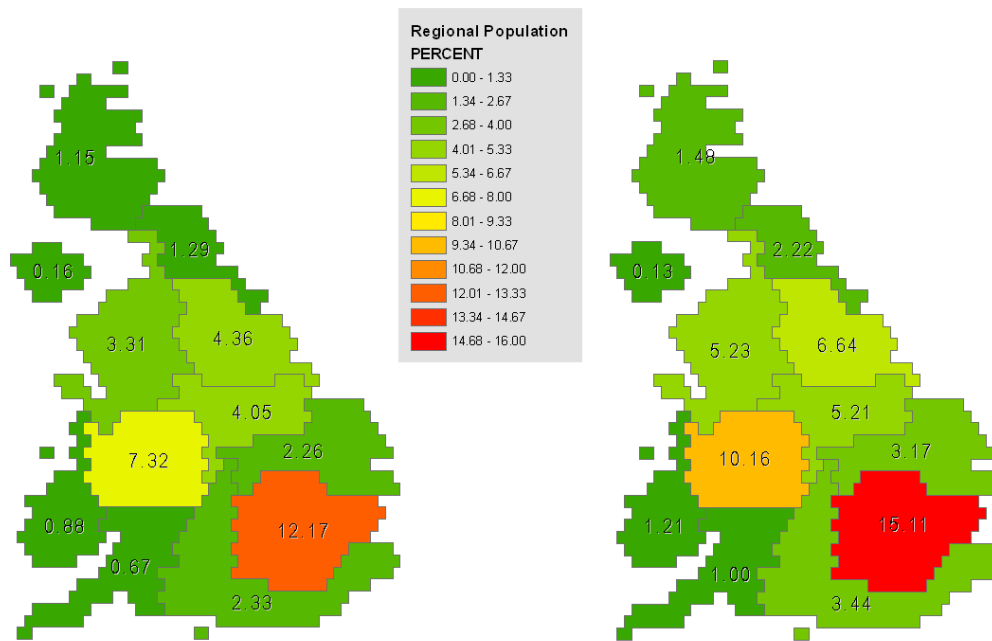 Regional Population
PERCENT
0.00 - 1.33
1.34 - 2.67
2.68 - 4.00
4.01 - 5.33
5.34 - 6.67
6.68 - 8.00
8.01 - 9.33
9.34 - 10.67
10.68 - 12.00
12.01 - 13.33
13.34 - 14.67
14.68 - 16.00
1.15
1.29
0.16
3.31
4.36
4.05
2.26
7.32
0.88
12.17
0.67
2.33
1.48
2.22
0.13
5.23
6.64
5.21
3.17
10.16
1.21
15.11
1.00
3.44